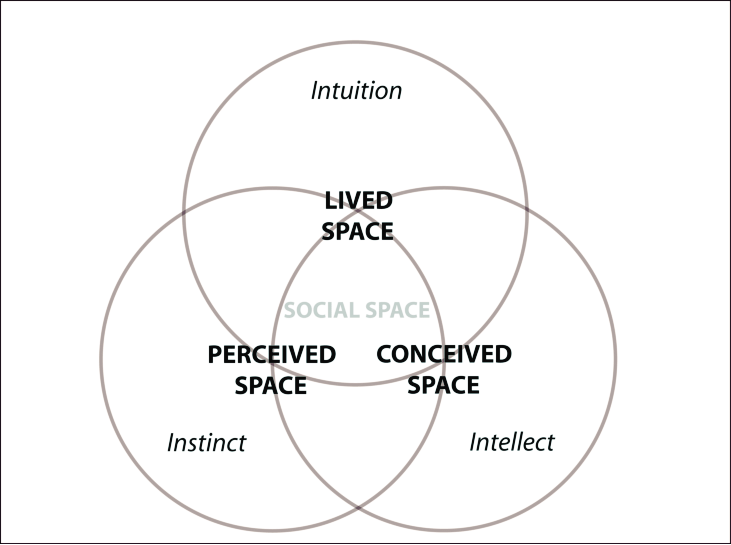 Intuition
LIVED
SPACE
SOCIAL SPACE
PERCEIVED
SPACE
CONCEIVED
SPACE
Instinct
Intellect